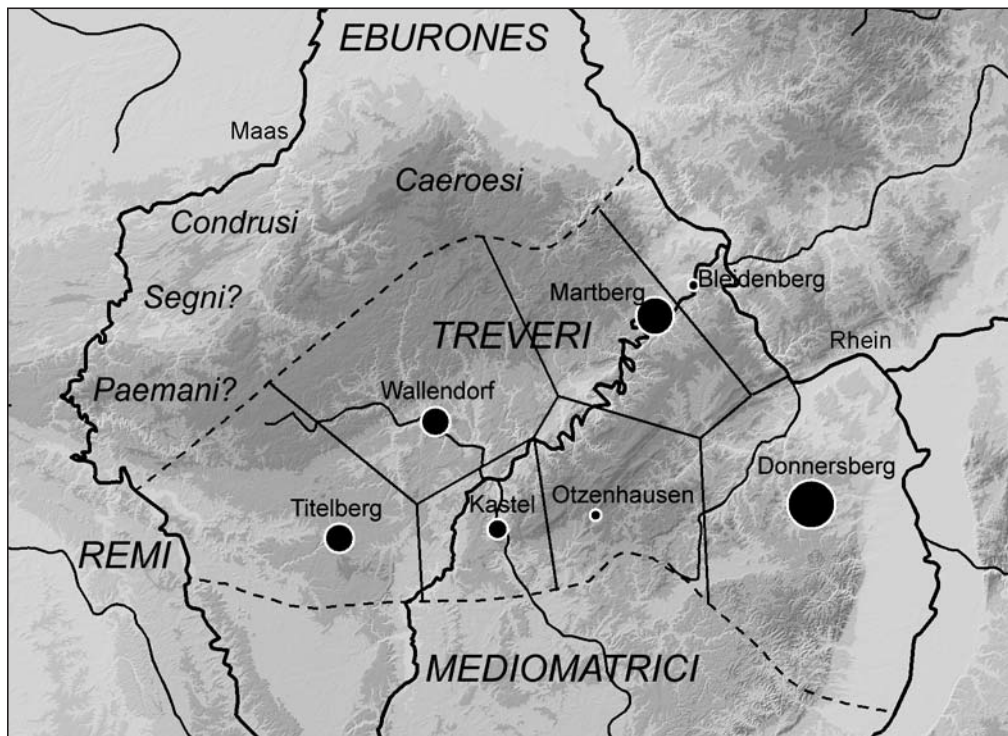 EBURONES
Maas
Caeroesi
Condrusi
Bleidenberg
Segni?
Martberg
TREVERI
Rhein
Paemani?
Wallendorf
Donnersberg
Titelberg
Kastel
Otzenhausen
REMI
MEDIOMATRICI